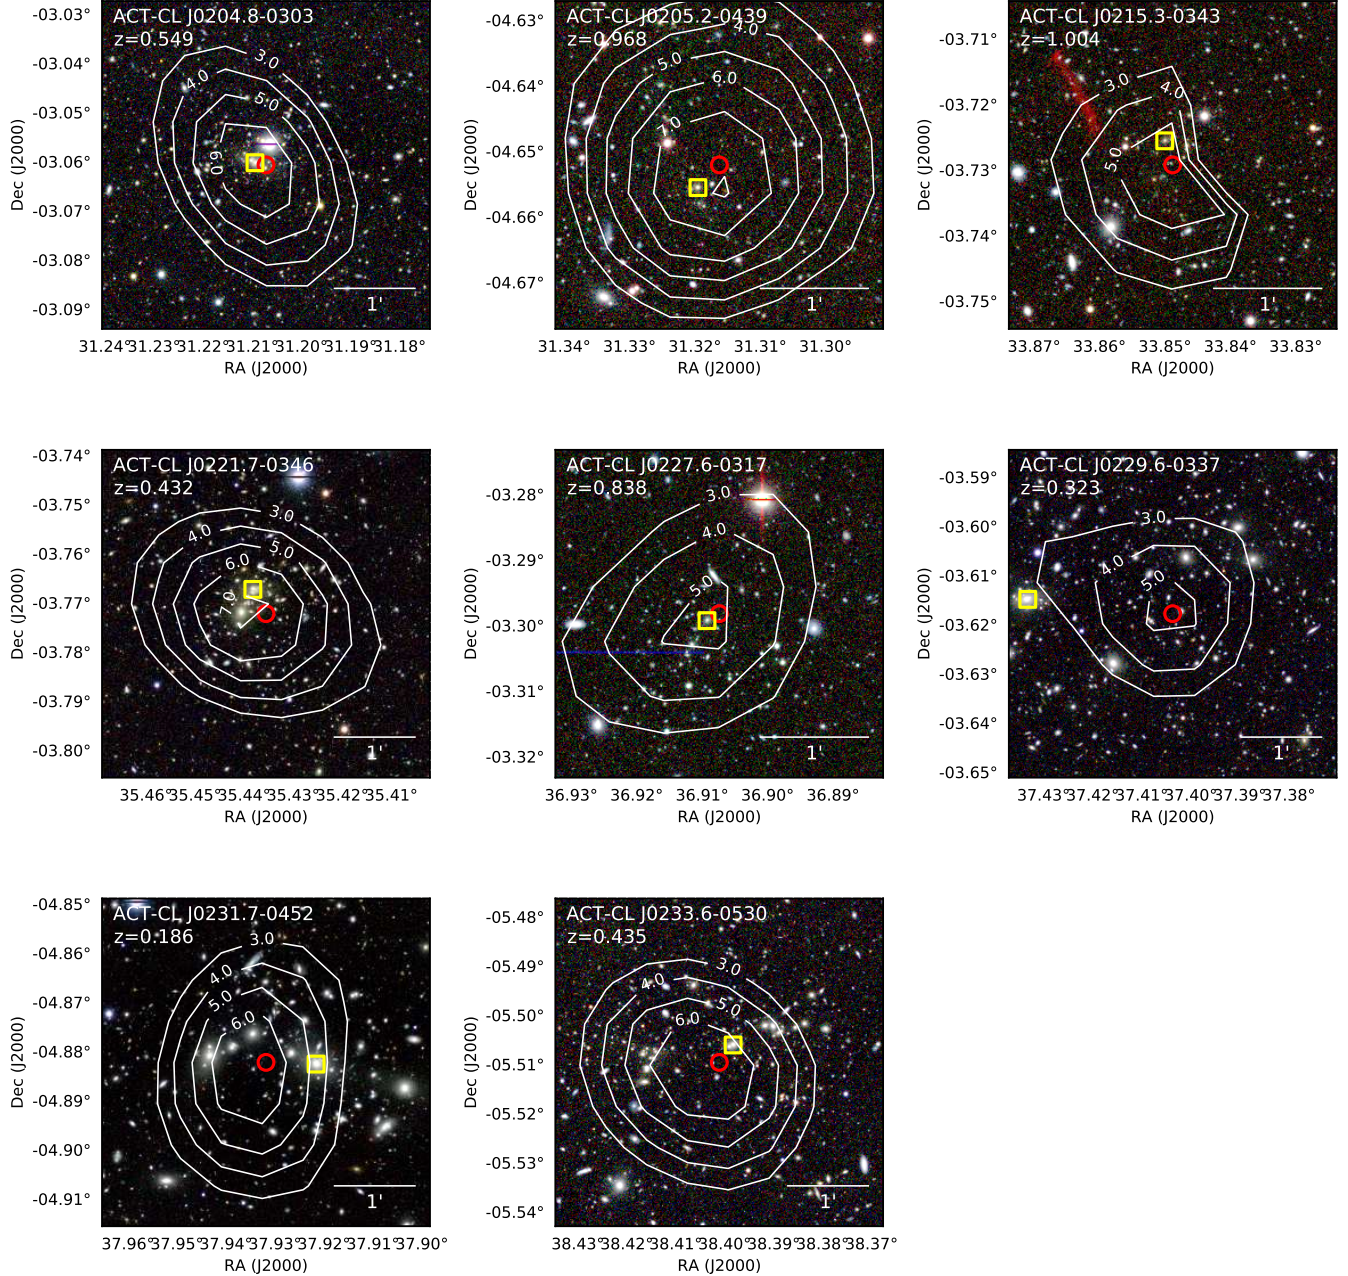 ACT-CL J0204.8-0303
z=0.549
3.0
4.0
5.0
6.0
1'
-03.03°
-03.04°
-03.05°
-03.06°
-03.07°
-03.08°
-03.09°
Dec (J2000)
31.24° 31.23° 31.22° 31.21° 31.20° 31.19° 31.18°
RA (J2000)
ACT-CL J0205.2-0439
z=0.968
4.0
5.0
6.0
7.0
1'
-04.63°
-04.64°
-04.65°
-04.66°
-04.67°
Dec (J2000)
31.34° 31.33° 31.32° 31.31° 31.30°
RA (J2000)
ACT-CL J0215.3-0343
z=1.004
3.0
4.0
5.0
1'
-03.71°
-03.72°
-03.73°
-03.74°
-03.75°
Dec (J2000)
33.87° 33.86° 33.85° 33.84° 33.83°
RA (J2000)
ACT-CL J0221.7-0346
z=0.432
3.0
4.0
5.0
6.0
7.0
1'
-03.74°
-03.75°
-03.76°
-03.77°
-03.78°
-03.79°
-03.80°
Dec (J2000)
35.46° 35.45° 35.44° 35.43° 35.42° 35.41°
RA (J2000)
ACT-CL J0227.6-0317
z=0.838
3.0
4.0
5.0
1'
-03.28°
-03.29°
-03.30°
-03.31°
-03.32°
Dec (J2000)
36.93° 36.92° 36.91° 36.90° 36.89°
RA (J2000)
ACT-CL J0229.6-0337
z=0.323
3.0
4.0
5.0
1'
-03.59°
-03.60°
-03.61°
-03.62°
-03.63°
-03.64°
-03.65°
Dec (J2000)
37.43° 37.42° 37.41° 37.40° 37.39° 37.38°
RA (J2000)
ACT-CL J0231.7-0452
z=0.186
3.0
4.0
5.0
6.0
1'
-04.85°
-04.86°
-04.87°
-04.88°
-04.89°
-04.90°
-04.91°
Dec (J2000)
37.96° 37.95° 37.94° 37.93° 37.92° 37.91° 37.90°
RA (J2000)
ACT-CL J0233.6-0530
z=0.435
3.0
4.0
5.0
6.0
1'
-05.48°
-05.49°
-05.50°
-05.51°
-05.52°
-05.53°
-05.54°
Dec (J2000)
38.43° 38.42° 38.41° 38.40° 38.39° 38.38° 38.37°
RA (J2000)